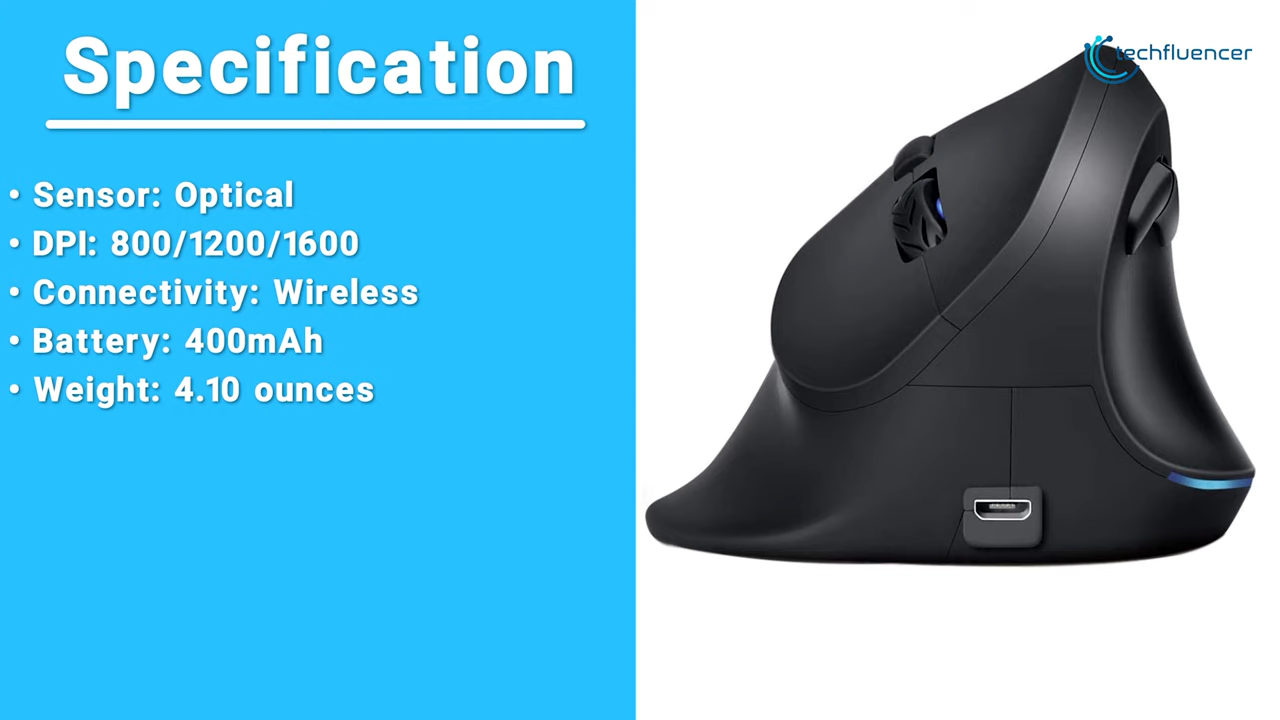 Specification
techfluencer
• Sensor: Optical
• DPI: 800/1200/1600
• Connectivity: Wireless
• Battery: 400mAh
• Weight: 4.10 ounces